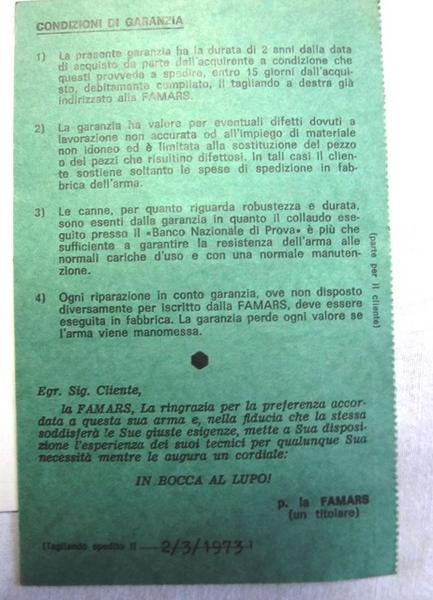 CONDIZIONI DI GARANZIA
1) La presente garanzia ha la durata di 2 anni dalla data
di acquisto da parte dell'acquirente a condizione che
questi provveda a spedire, entro 15 giorni dall'acqui-
sto, debitamente compilato, il tagliando a destra già
indirizzato alla FAMARS.
2) La garanzia ha valore per eventuali difetti dovuti a
lavorazione non accurata od all'impiego di materiale
non idoneo ed è limitata alla sostituzione del pezzo
o dei pezzi che risultino difettosi. In tali casi il clien-
te sostiene soltanto le spese di spedizione in fab-
brica dell'arma.
3) Le canne, per quanto riguarda robustezza e durata,
sono esenti dalla garanzia in quanto il collaudo ese-
guito presso il «Banco Nazionale di Prova» è più che
sufficiente a garantire la resistenza dell'arma alle
normali cariche d'uso e con una normale manuten-
zione.
4) Ogni riparazione in conto garanzia, ove non disposto
diversamente per iscritto dalla FAMARS, deve essere
eseguita in fabbrica. La garanzia perde ogni valore se
l'arma viene manomessa.
(parte per il cliente)
Egr. Sig. Cliente,
la FAMARS, La ringrazia per la preferenza accor-
data a questa sua arma e, nella fiducia che la stessa
soddisferà le Sue giuste esigenze, mette a Sua disposi-
zione l'esperienza dei suoi tecnici per qualunque Sua
necessità mentre le augura un cordiale:
IN BOCCA AL LUPO!
p. la FAMARS
(un titolare)
(Tagliando spedito il 2/3/1973)